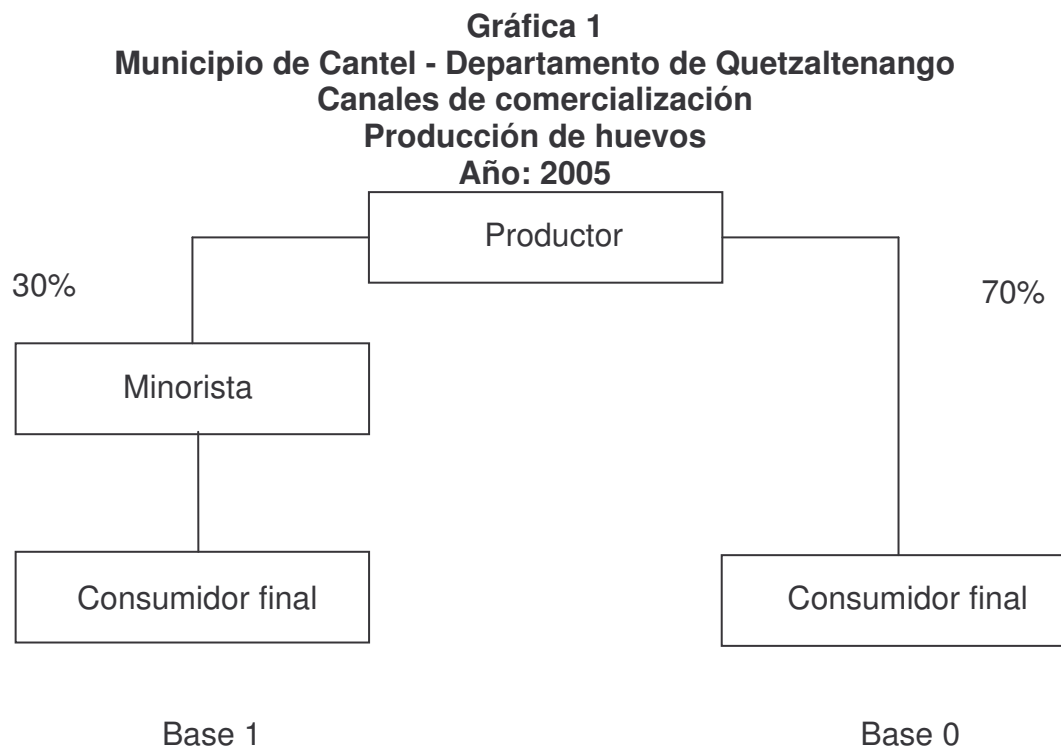 Gráfica 1
Municipio de Cantel - Departamento de Quetzaltenango
Canales de comercialización
Producción de huevos
Año: 2005
Productor
30%
70%
Minorista
Consumidor final
Consumidor final
Base 1
Base 0